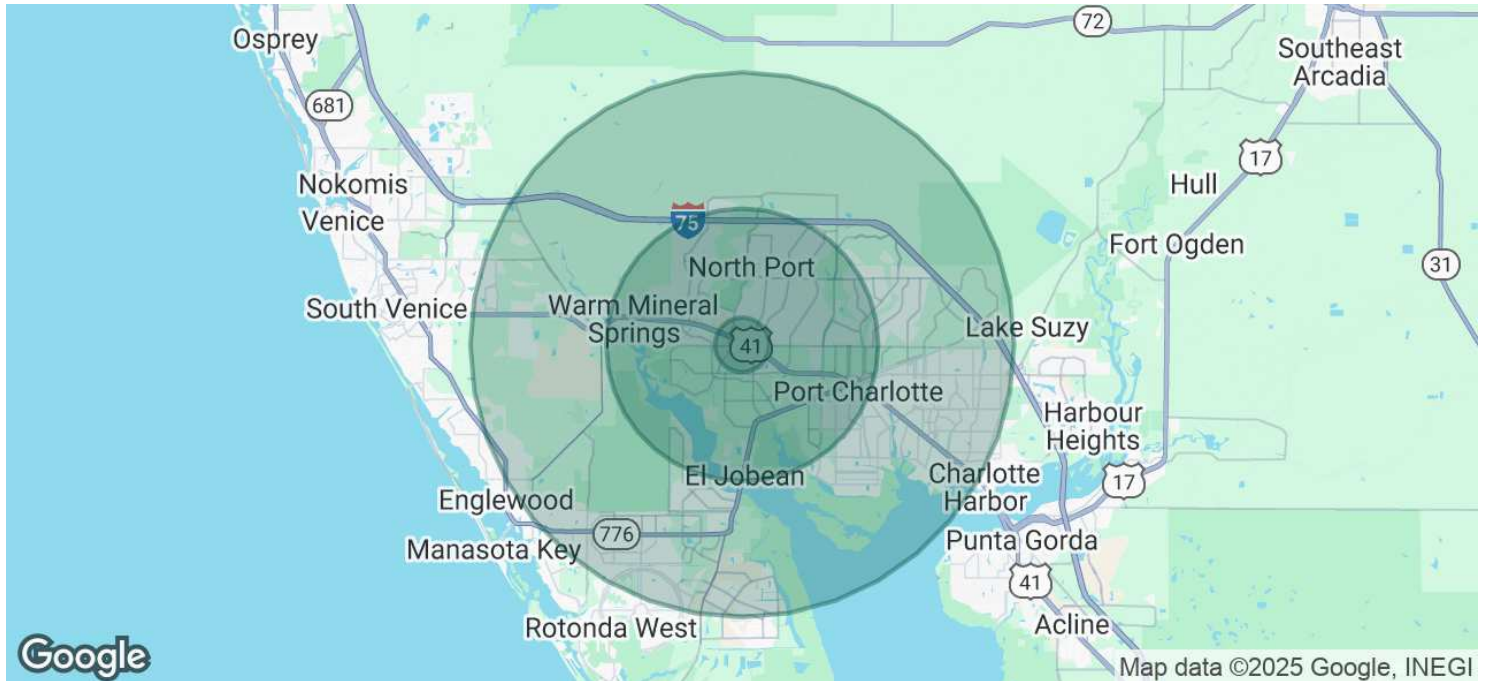 72
Osprey
Southeast
Arcadia
681
17
Nokomis
Hull
Venice
75
Fort Ogden
31
North Port
South Venice
Warm Mineral
Springs
Lake Suzy
41
Port Charlotte
Harbour
Heights
El Jobean
Charlotte
Harbor
17
Englewood
776
Manasota Key
Punta Gorda
41
Rotonda West
Acline
Google
Map data ©2025 Google, INEGI